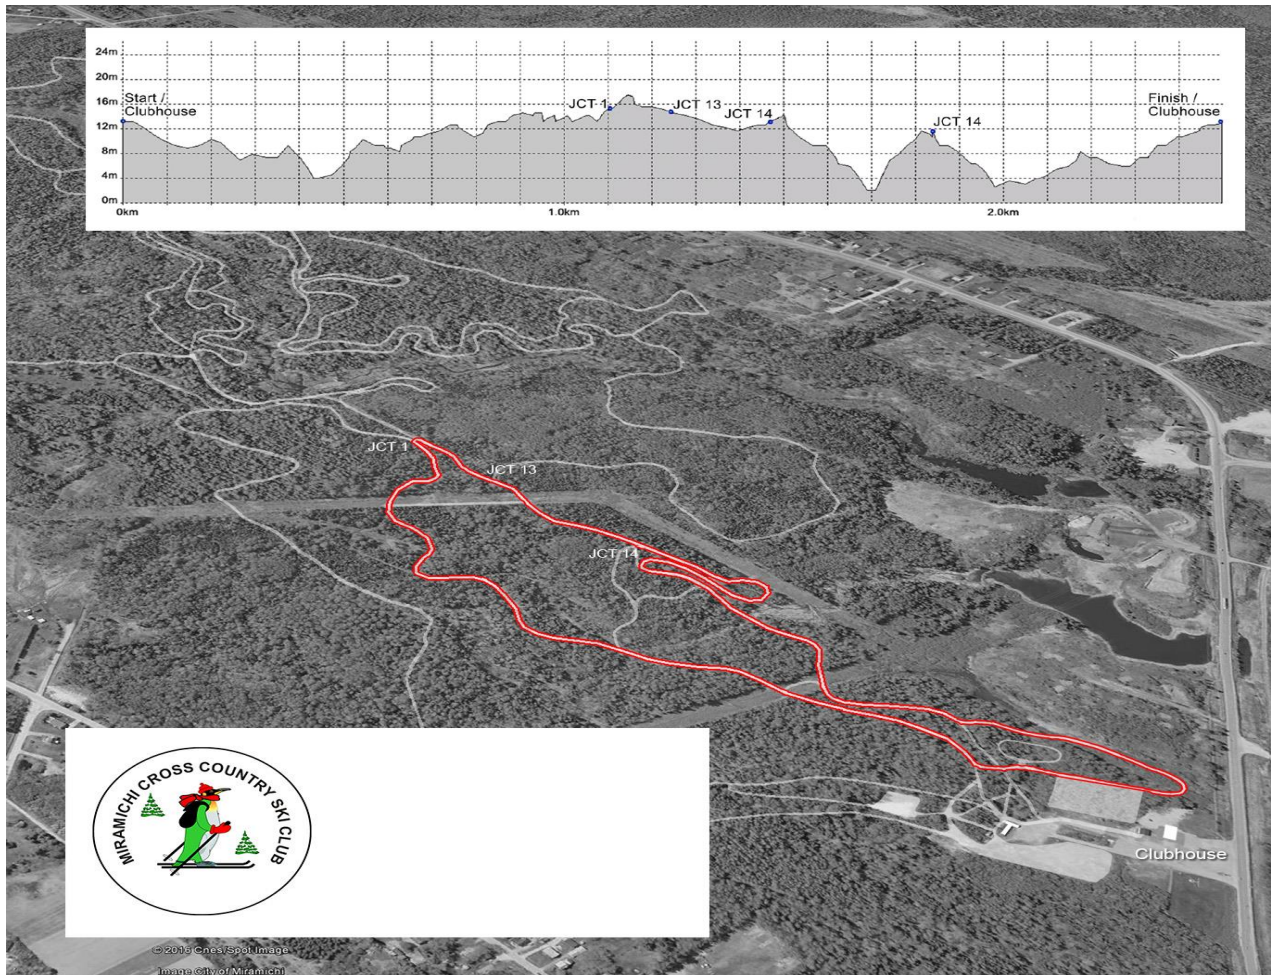 24m
20m
16m
12m
8m
4m
0m
Start /
Clubhouse
JCT 1
JCT 13
JCT 14
JCT 14
Finish /
Clubhouse
0km
1.0km
2.0km
JCT 1
JCT 13
JCT 14
Clubhouse
MIRAMICHI CROSS COUNTRY SKI CLUB
© 2016 Cnes/Spot Image
Image City of Miramichi